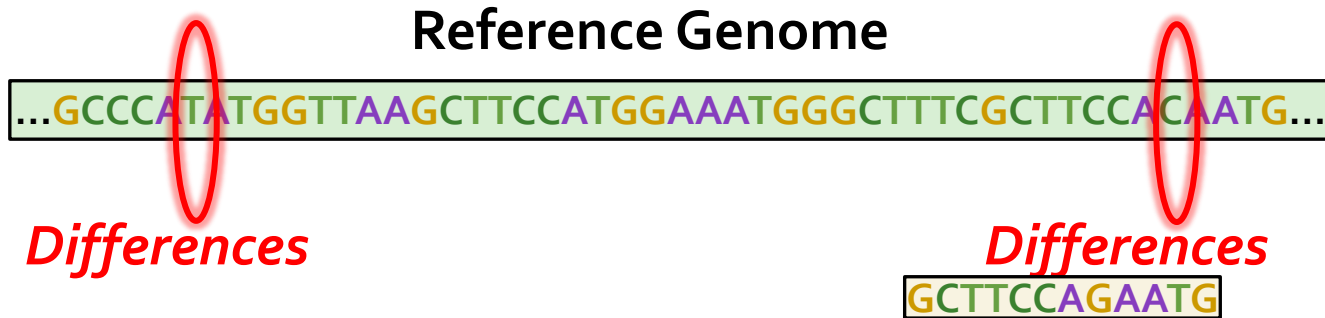 Reference Genome
...GCCCATATGGTTAAGCTTCCATGGAAATGGGCTTTCGCTTCCACAATG...
Differences
Differences
GCTTCCAGAATG